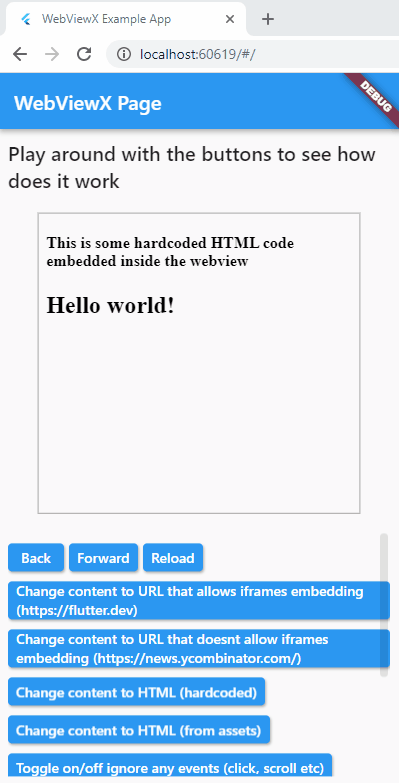 WebViewX Example App
localhost:60619/#/
WebViewX Page
DEBUG
Play around with the buttons to see how
does it work
This is some hardcoded HTML code
embedded inside the webview
Hello world!
Back Forward Reload
Change content to URL that allows iframes embedding
(https://flutter.dev)
Change content to URL that doesnt allow iframes
embedding (https://news.ycombinator.com/)
Change content to HTML (hardcoded)
Change content to HTML (from assets)
Toggle on/off ignore any events (click, scroll etc)